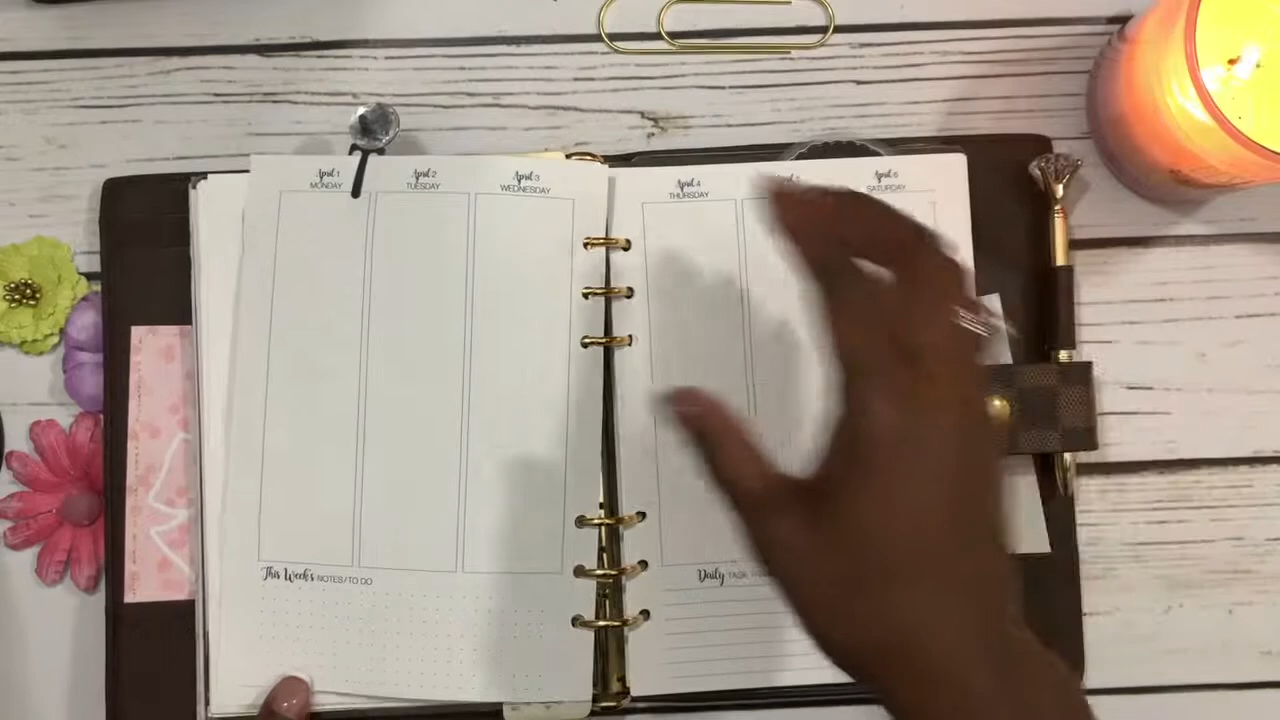 April 1
MONDAY
April 2
TUESDAY
April 3
WEDNESDAY
This Week's NOTES/TO DO
April 4
THURSDAY
April 6
SATURDAY
Daily TASK